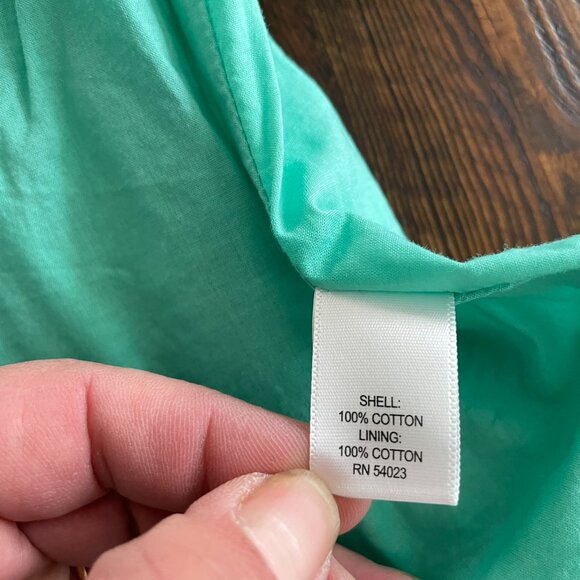 SHELL:
100% COTTON
LINING:
100% COTTON
RN 54023